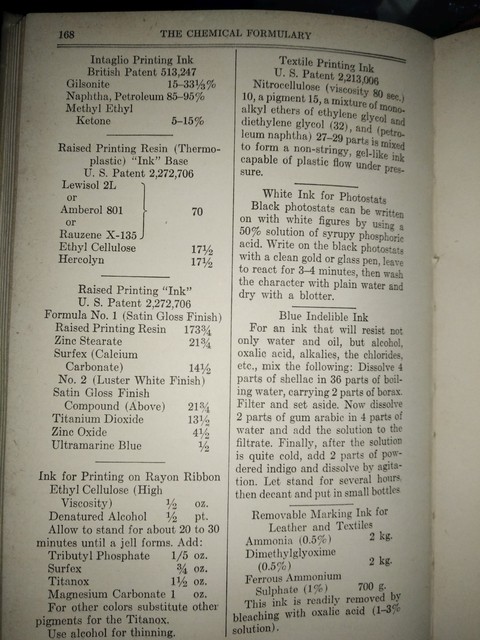 168 THE CHEMICAL FORMULARY
Intaglio Printing Ink
British Patent 513,247
Gilsonite 15–33⅓%
Naphtha, Petroleum 85–95%
Methyl Ethyl
Ketone 5–15%
Raised Printing Resin (Thermo-
plastic) "Ink" Base
U. S. Patent 2,272,706
Lewisol 2L
or
Amberol 801 70
or
Rauzene X-135
Ethyl Cellulose 17½
Hercolyn 17½
Raised Printing "Ink"
U. S. Patent 2,272,706
Formula No. 1 (Satin Gloss Finish)
Raised Printing Resin 173¾
Zinc Stearate 21¾
Surfex (Calcium
Carbonate) 14½
No. 2 (Luster White Finish)
Satin Gloss Finish
Compound (Above) 21¾
Titanium Dioxide 13½
Zinc Oxide 4½
Ultramarine Blue ½
Ink for Printing on Rayon Ribbon
Ethyl Cellulose (High
Viscosity) ½ oz.
Denatured Alcohol ½ pt.
Allow to stand for about 20 to 30
minutes until a jell forms. Add:
Tributyl Phosphate 1/5 oz.
Surfex ¾ oz.
Titanox 1½ oz.
Magnesium Carbonate 1 oz.
For other colors substitute other
pigments for the Titanox.
Use alcohol for thinning.
Textile Printing Ink
U. S. Patent 2,213,006
Nitrocellulose (viscosity 80 sec.)
10, a pigment 15, a mixture of mono-
alkyl ethers of ethylene glycol and
diethylene glycol (32), and (petro-
leum naphtha) 27–29 parts is mixed
to form a non-stringy, gel-like ink
capable of plastic flow under pres-
sure.
White Ink for Photostats
Black photostats can be written
on with white figures by using a
50% solution of syrupy phosphoric
acid. Write on the black photostats
with a clean gold or glass pen, leave
to react for 3–4 minutes, then wash
the character with plain water and
dry with a blotter.
Blue Indelible Ink
For an ink that will resist not
only water and oil, but alcohol,
oxalic acid, alkalies, the chlorides,
etc., mix the following: Dissolve 4
parts of shellac in 36 parts of boil-
ing water, carrying 2 parts of borax.
Filter and set aside. Now dissolve
2 parts of gum arabic in 4 parts of
water and add the solution to the
filtrate. Finally, after the solution
is quite cold, add 2 parts of pow-
dered indigo and dissolve by agita-
tion. Let stand for several hours,
then decant and put in small bottles
Removable Marking Ink for
Leather and Textiles
Ammonia (0.5%) 2 kg.
Dimethylglyoxime
(0.5%) 2 kg.
Ferrous Ammonium
Sulphate (1%) 700 g.
This ink is readily removed by
bleaching with oxalic acid (1–3%
solution).